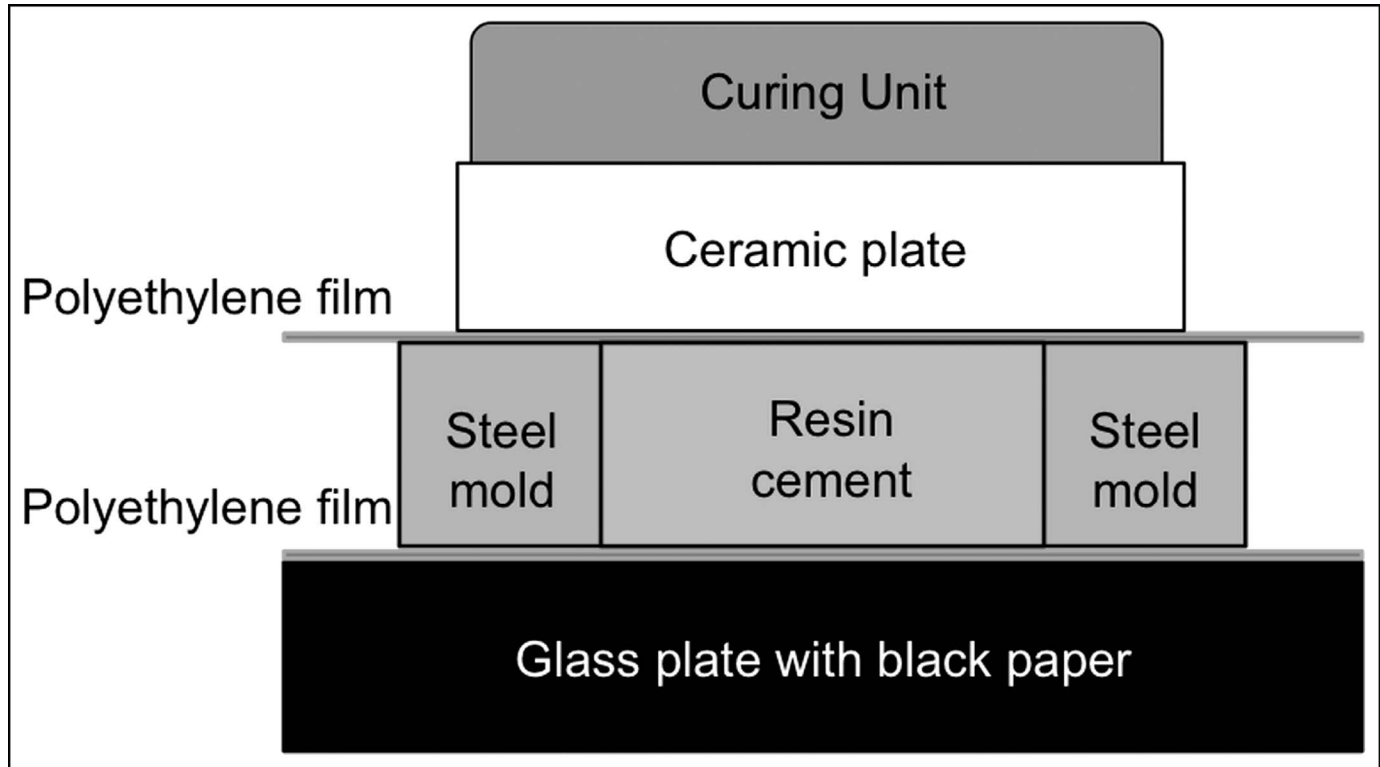 Curing Unit
Ceramic plate
Polyethylene film
Steel
mold
Resin
cement
Steel
mold
Polyethylene film
Glass plate with black paper